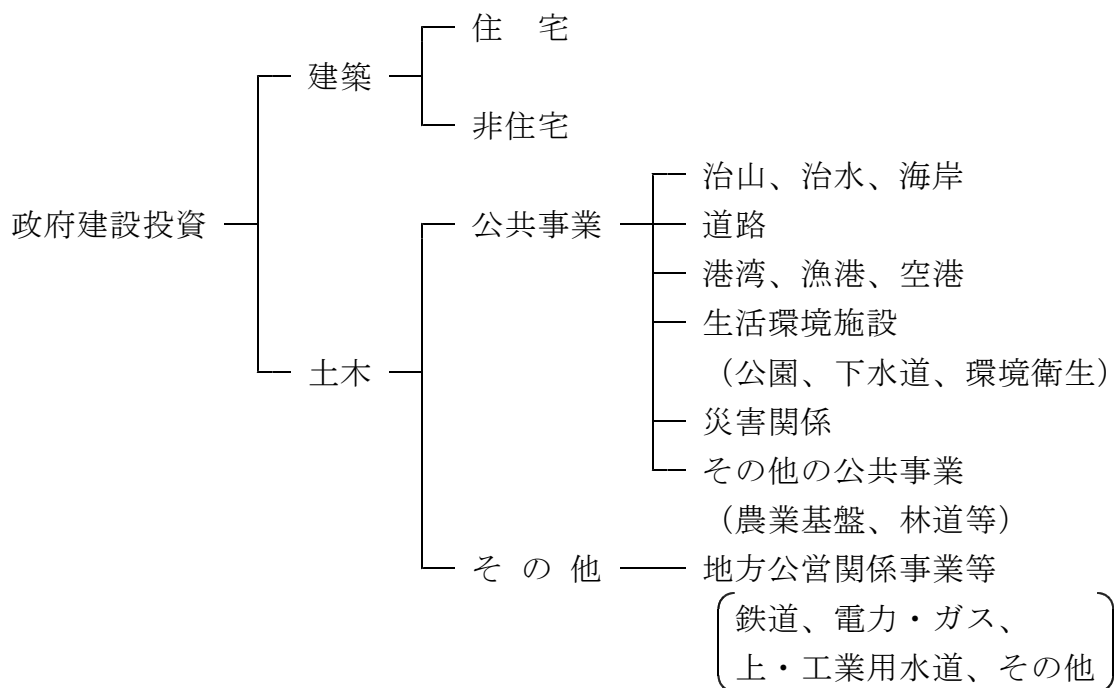 住　宅
建築
非住宅
治山、治水、海岸
政府建設投資
公共事業
道路
港湾、漁港、空港
生活環境施設
（公園、下水道、環境衛生）
土木
災害関係
その他の公共事業
（農業基盤、林道等）
そ の 他
地方公営関係事業等
鉄道、電力・ガス、
上・工業用水道、その他